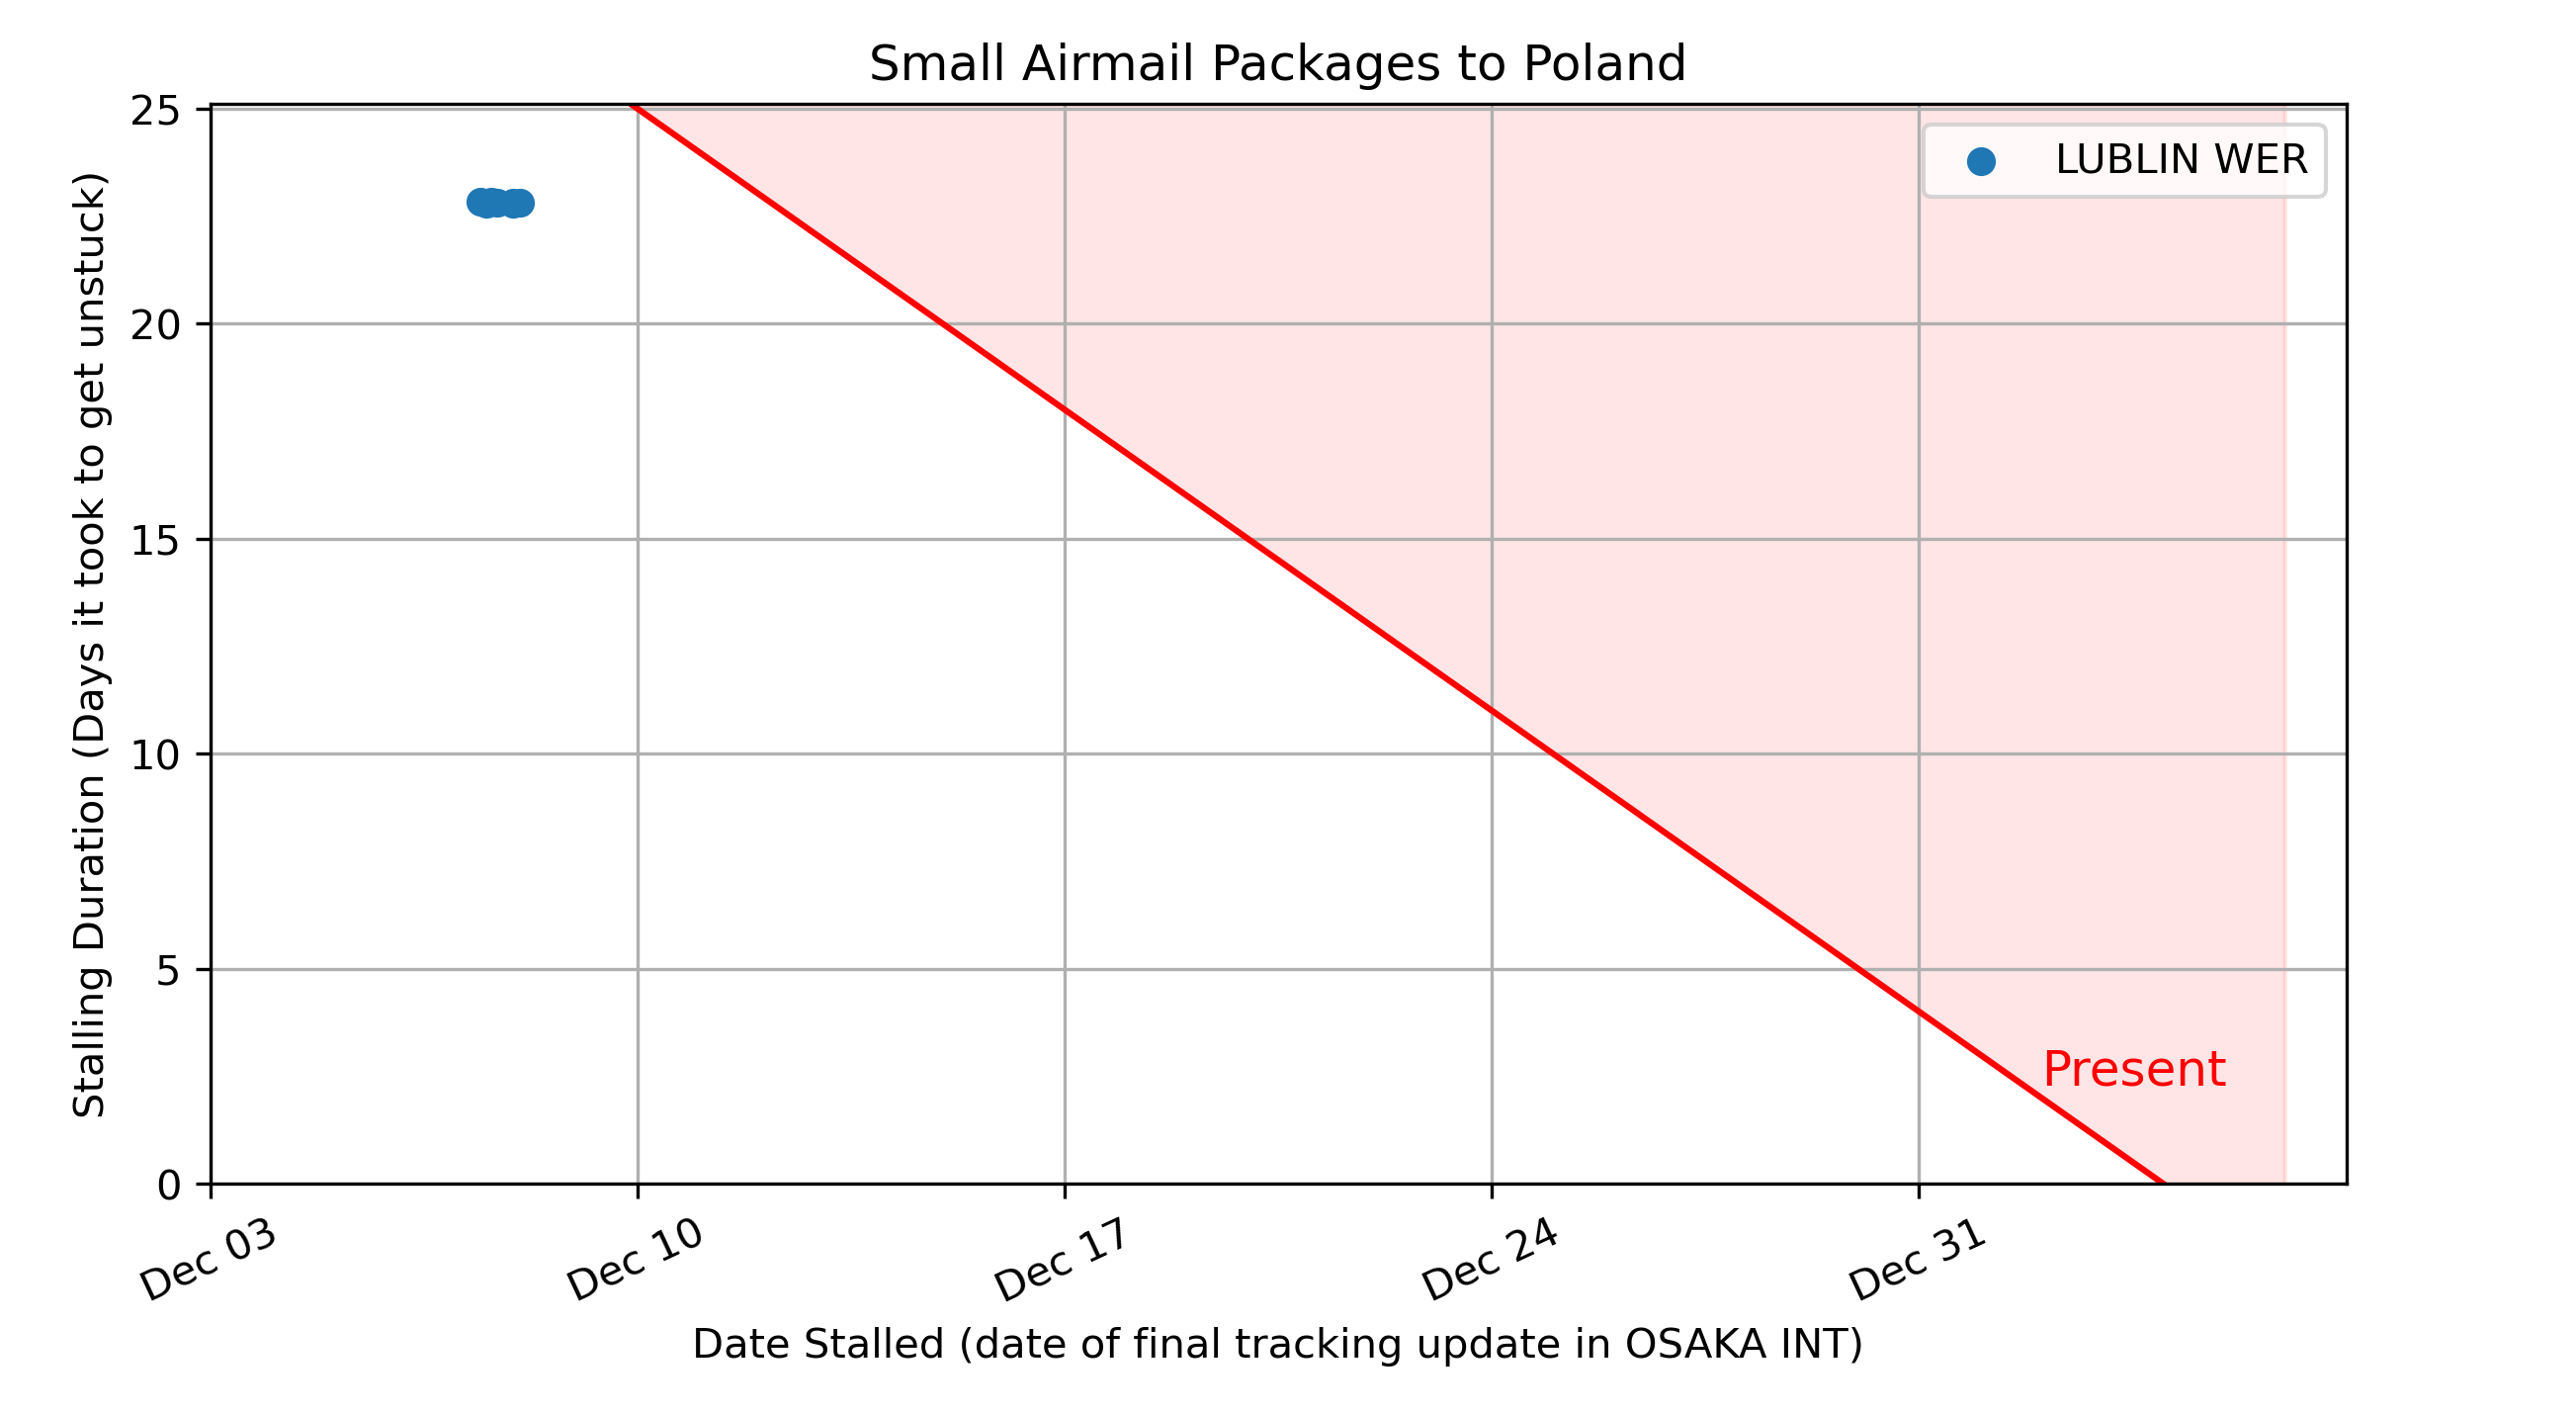 Small Airmail Packages to Poland
LUBLIN WER
Stalling Duration (Days it took to get unstuck)
25
20
15
10
5
0
Present
Dec 03
Dec 10
Dec 17
Dec 24
Dec 31
Date Stalled (date of final tracking update in OSAKA INT)